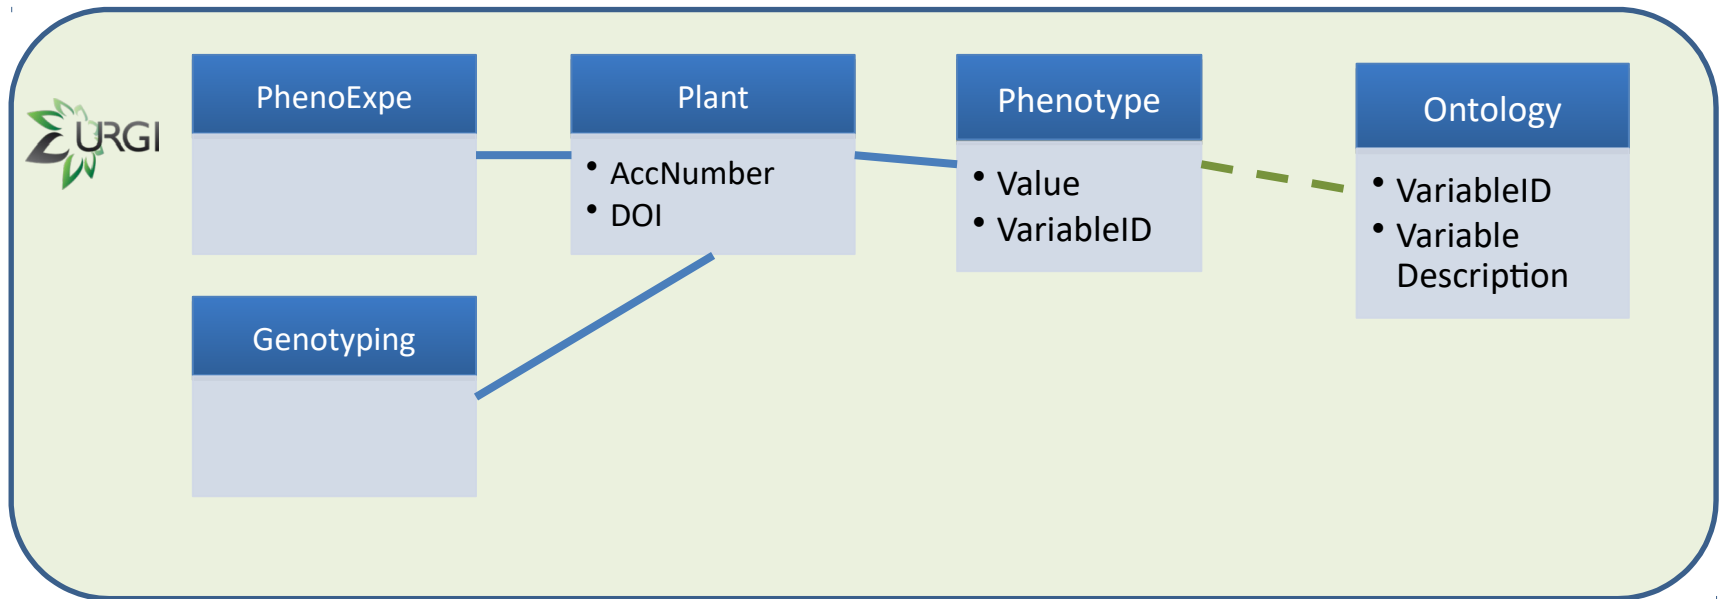 URGI
PhenoExpe
Plant
• AccNumber
• DOI
Phenotype
• Value
• VariableID
Ontology
• VariableID
• Variable
Description
Genotyping